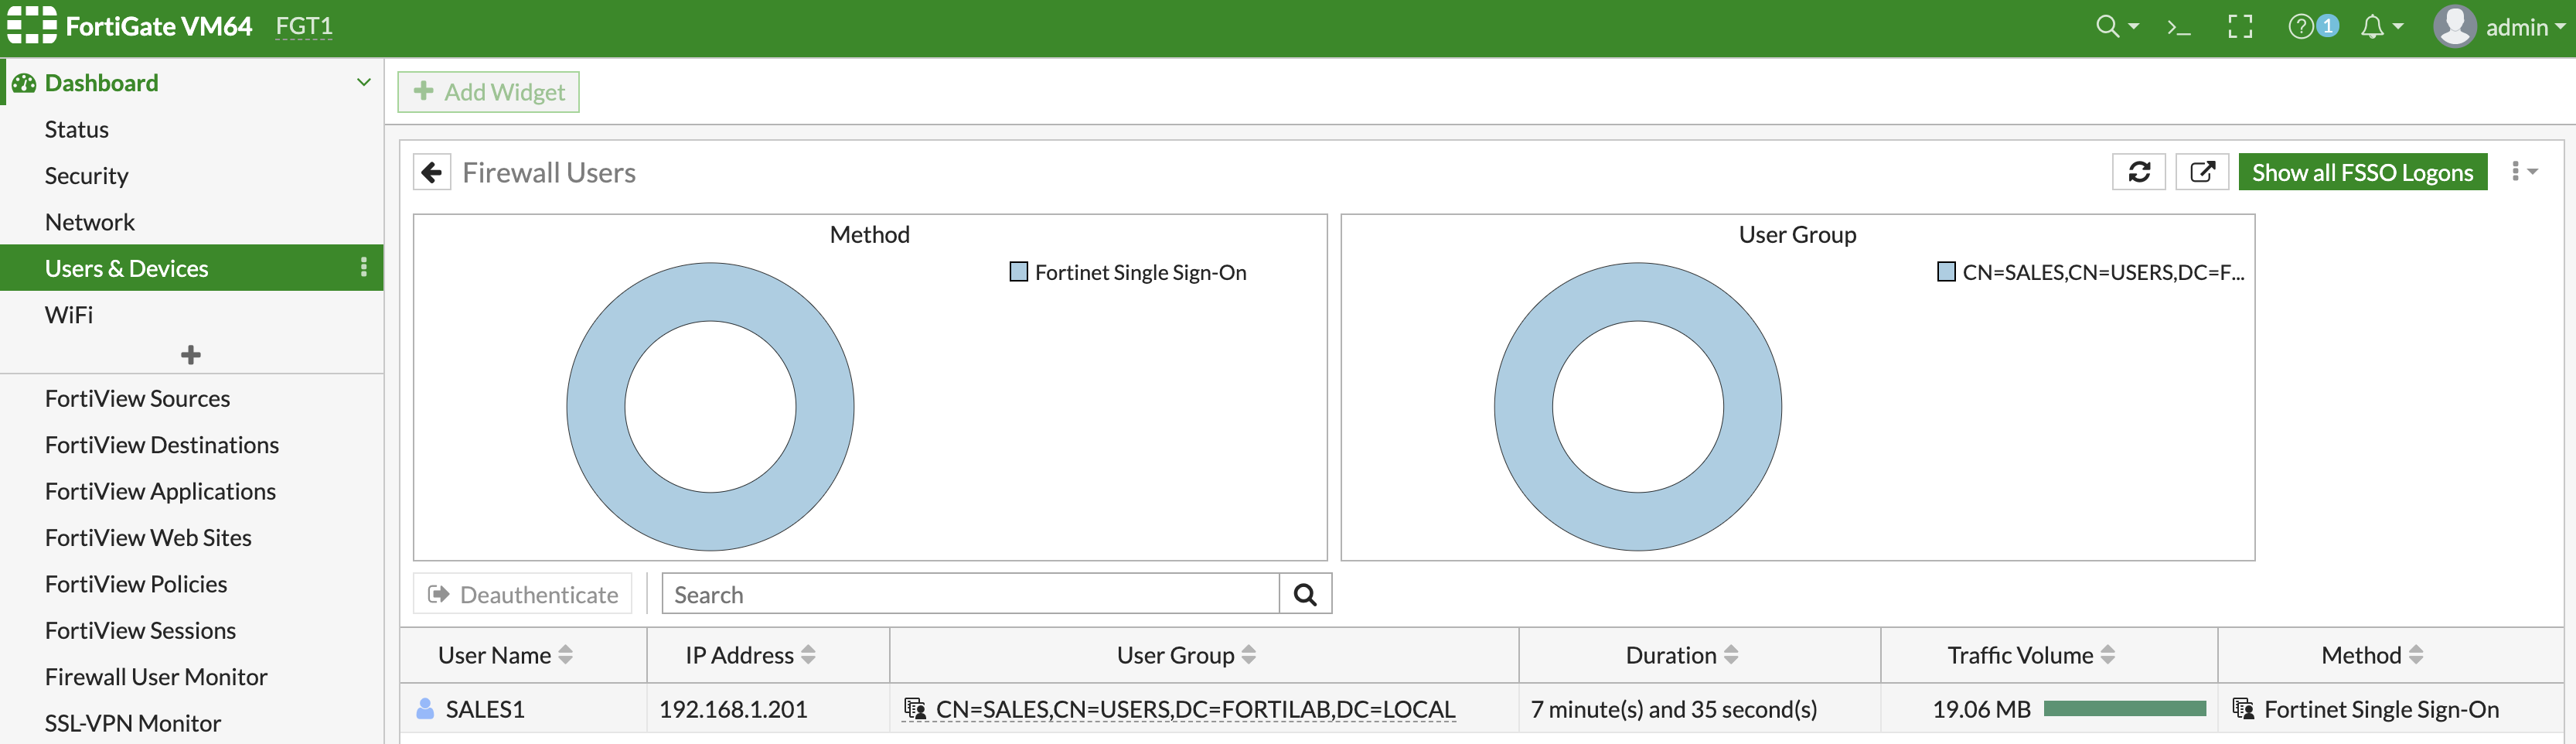 FortiGate VM64 FGT1 1 admin
Dashboard
Status
Security
Network
Users & Devices
WiFi
FortiView Sources
FortiView Destinations
FortiView Applications
FortiView Web Sites
FortiView Policies
FortiView Sessions
Firewall User Monitor
SSL-VPN Monitor
Add Widget
Firewall Users Show all FSSO Logons
Method
Fortinet Single Sign-On
User Group
CN=SALES,CN=USERS,DC=F...
Deauthenticate Search
User Name IP Address User Group Duration Traffic Volume Method
SALES1 192.168.1.201 CN=SALES,CN=USERS,DC=FORTILAB,DC=LOCAL 7 minute(s) and 35 second(s) 19.06 MB Fortinet Single Sign-On